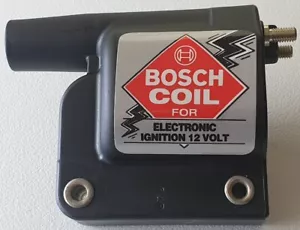 BOSCH
COIL
FOR
ELECTRONIC
IGNITION 12 VOLT